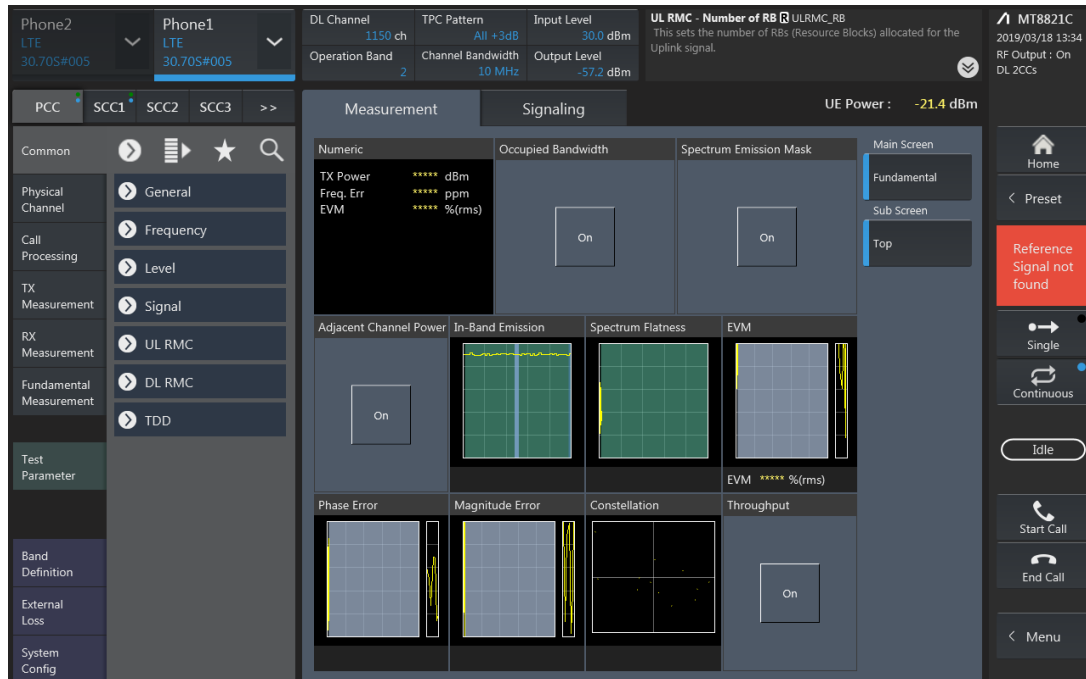 Phone2
LTE
30.70S#005
Phone1
LTE
30.70S#005
DL Channel
1150 ch
TPC Pattern
All +3dB
Input Level
30.0 dBm
Operation Band
2
Channel Bandwidth
10 MHz
Output Level
-57.2 dBm
UL RMC - Number of RB R ULRMC_RB
This sets the number of RBs (Resource Blocks) allocated for the
Uplink signal.
MT8821C
2019/03/18 13:34
RF Output : On
DL 2CCs
PCC
SCC1
SCC2
SCC3
>>
Measurement
Signaling
UE Power : -21.4 dBm
Common
Physical
Channel
Call
Processing
TX
Measurement
RX
Measurement
Fundamental
Measurement
Test
Parameter
Band
Definition
External
Loss
System
Config
General
Frequency
Level
Signal
UL RMC
DL RMC
TDD
Numeric
TX Power ***** dBm
Freq. Err ***** ppm
EVM ***** %(rms)
Occupied Bandwidth
On
Spectrum Emission Mask
On
Main Screen
Fundamental
Sub Screen
Top
Adjacent Channel Power
On
In-Band Emission
Spectrum Flatness
EVM
EVM ***** %(rms)
Phase Error
Magnitude Error
Constellation
Throughput
On
Home
< Preset
Reference
Signal not
found
Single
Continuous
Idle
Start Call
End Call
< Menu